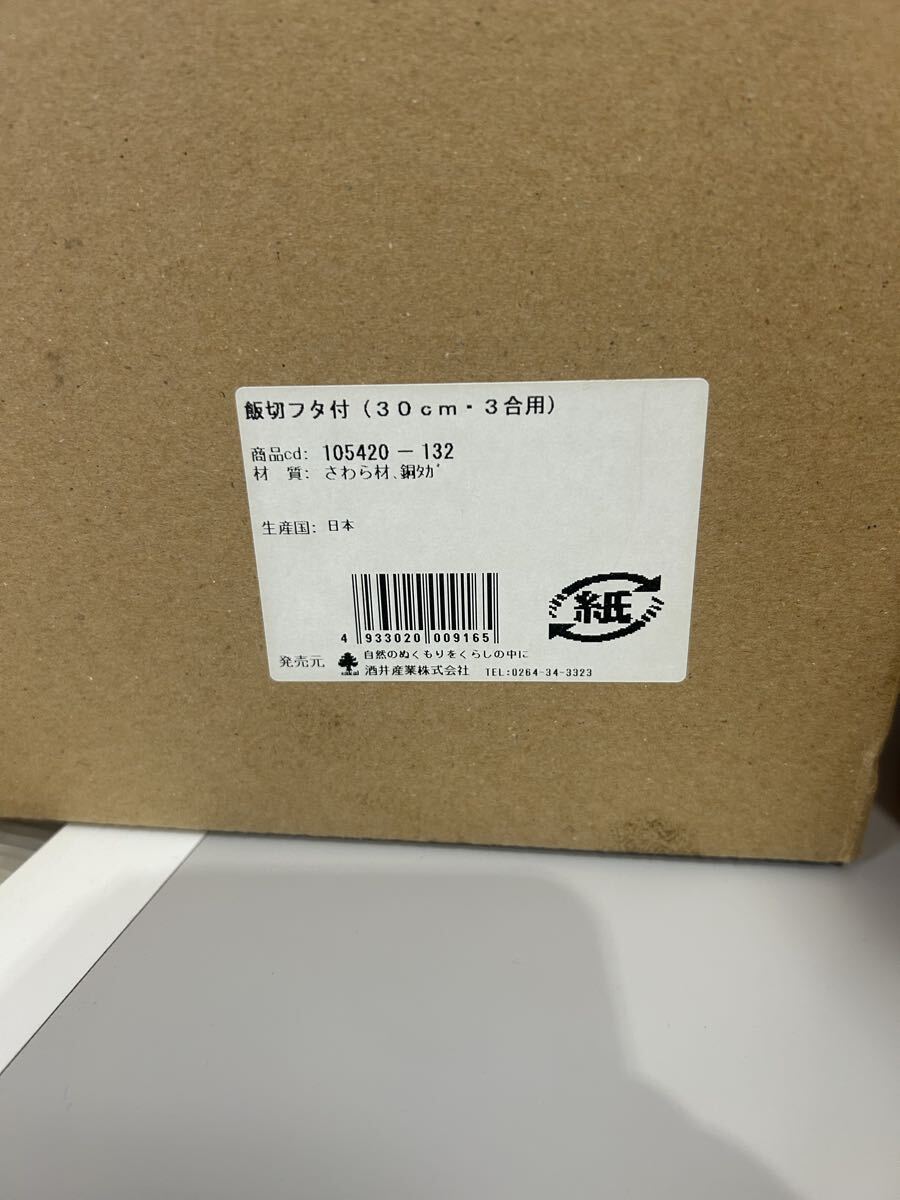 飯切フタ付（３０ｃｍ・３合用）
商品cd: 105420 － 132
材　質: さわら材、銅ﾀｶﾞ
生産国: 日本
紙
4 933020 009165
自然のぬくもりをくらしの中に
発売元 sakai 酒井産業株式会社 TEL:0264-34-3323